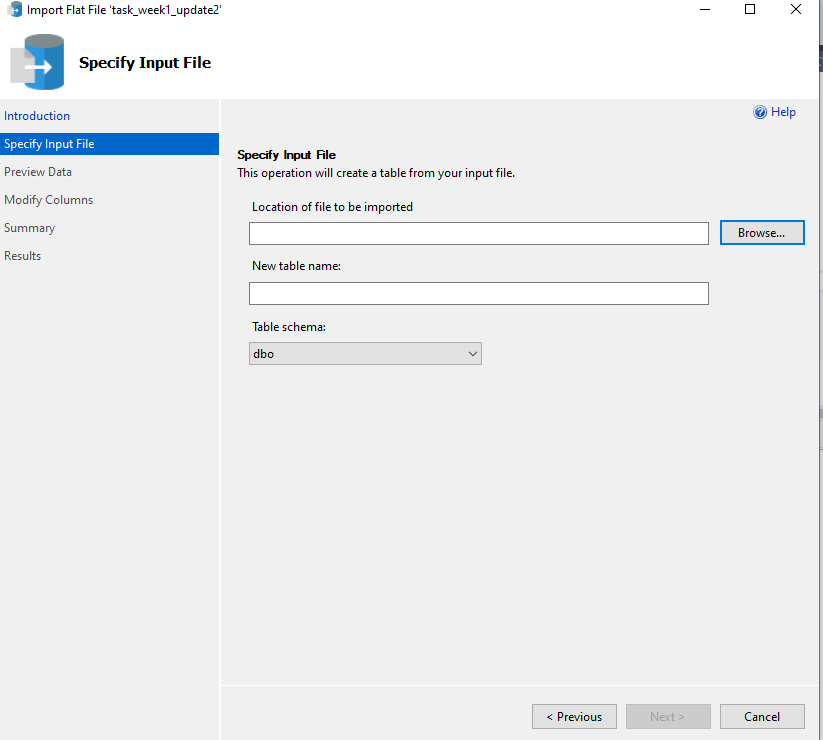 Import Flat File 'task_week1_update2'
Specify Input File
Introduction
Specify Input File
Preview Data
Modify Columns
Summary
Results
Help
Specify Input File
This operation will create a table from your input file.
Location of file to be imported
Browse...
New table name:
Table schema:
dbo
< Previous
Next >
Cancel